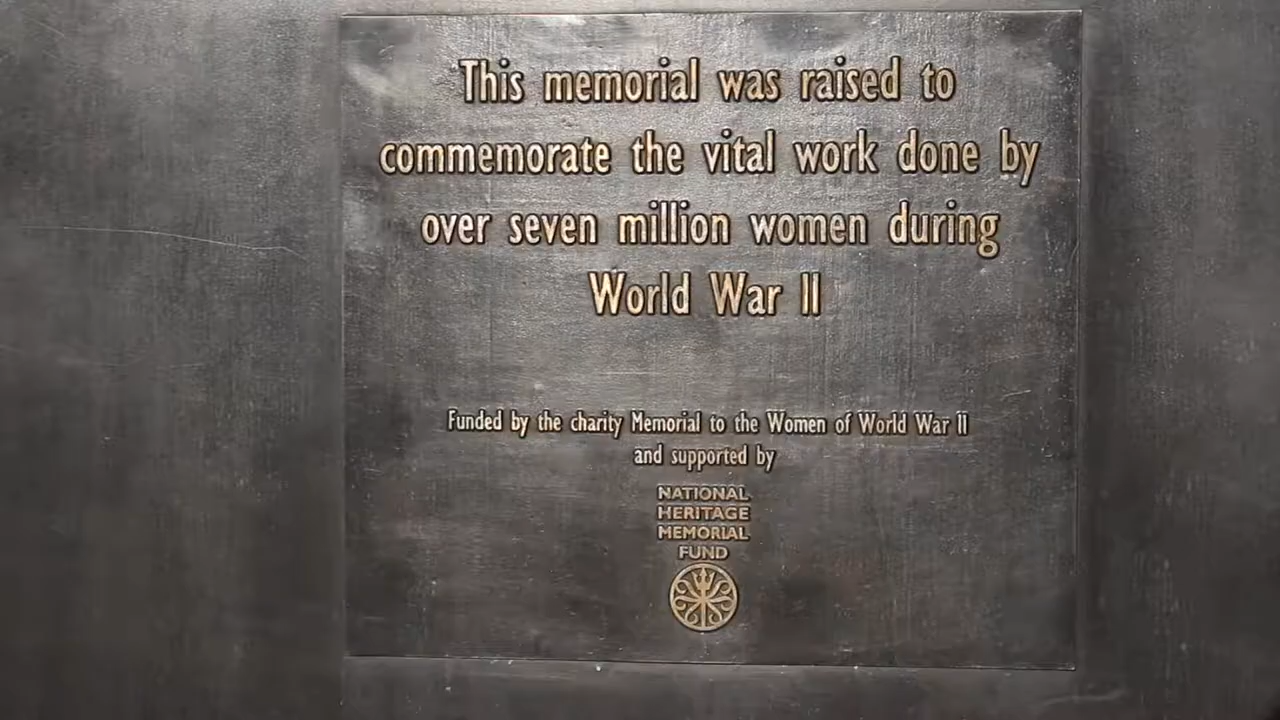 This memorial was raised to
commemorate the vital work done by
over seven million women during
World War II
Funded by the charity Memorial to the Women of World War II
and supported by
NATIONAL
HERITAGE
MEMORIAL
FUND